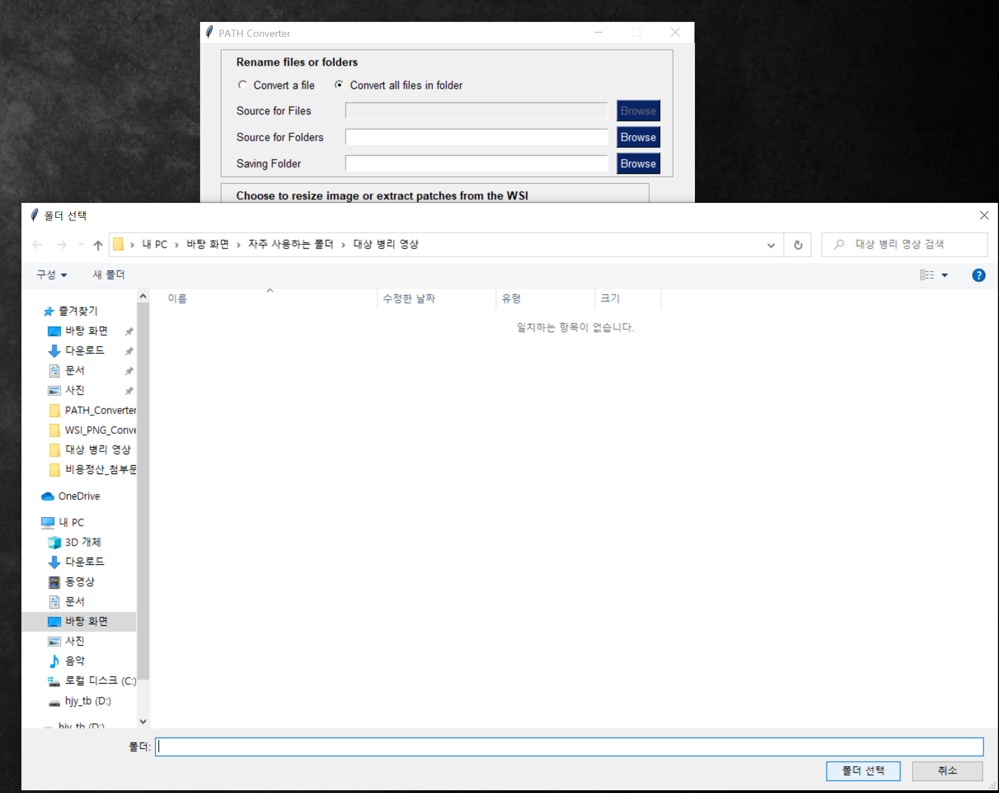 PATH Converter
Rename files or folders
Convert a file
Convert all files in folder
Source for Files
Browse
Source for Folders
Browse
Saving Folder
Browse
Choose to resize image or extract patches from the WSI
폴더 선택
내 PC › 바탕 화면 › 자주 사용하는 폴더 › 대상 병리 영상
대상 병리 영상 검색
구성
새 폴더
이름
수정한 날짜
유형
크기
일치하는 항목이 없습니다.
즐겨찾기
바탕 화면
다운로드
문서
사진
PATH_Converter
WSI_PNG_Conve
대상 병리 영상
비용정산_첨부문
OneDrive
내 PC
3D 개체
다운로드
동영상
문서
바탕 화면
사진
음악
로컬 디스크 (C:)
hjy_tb (D:)
hjy_tb (D:)
폴더:
폴더 선택
취소